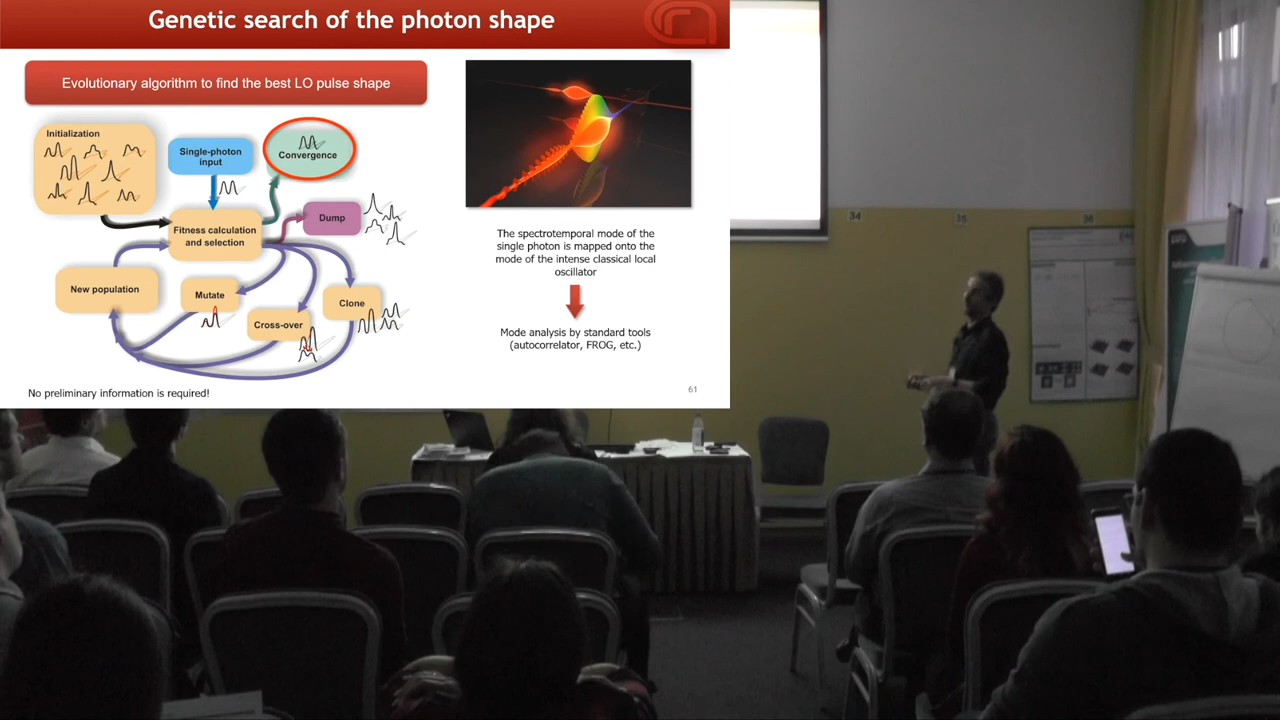 Genetic search of the photon shape
Evolutionary algorithm to find the best LO pulse shape
Initialization
Single-photon
input
Convergence
Fitness calculation
and selection
Dump
New population
Mutate
Cross-over
Clone
No preliminary information is required!
The spectrotemporal mode of the
single photon is mapped onto the
mode of the intense classical local
oscillator
Mode analysis by standard tools
(autocorrelator, FROG, etc.)
61
34
35
36